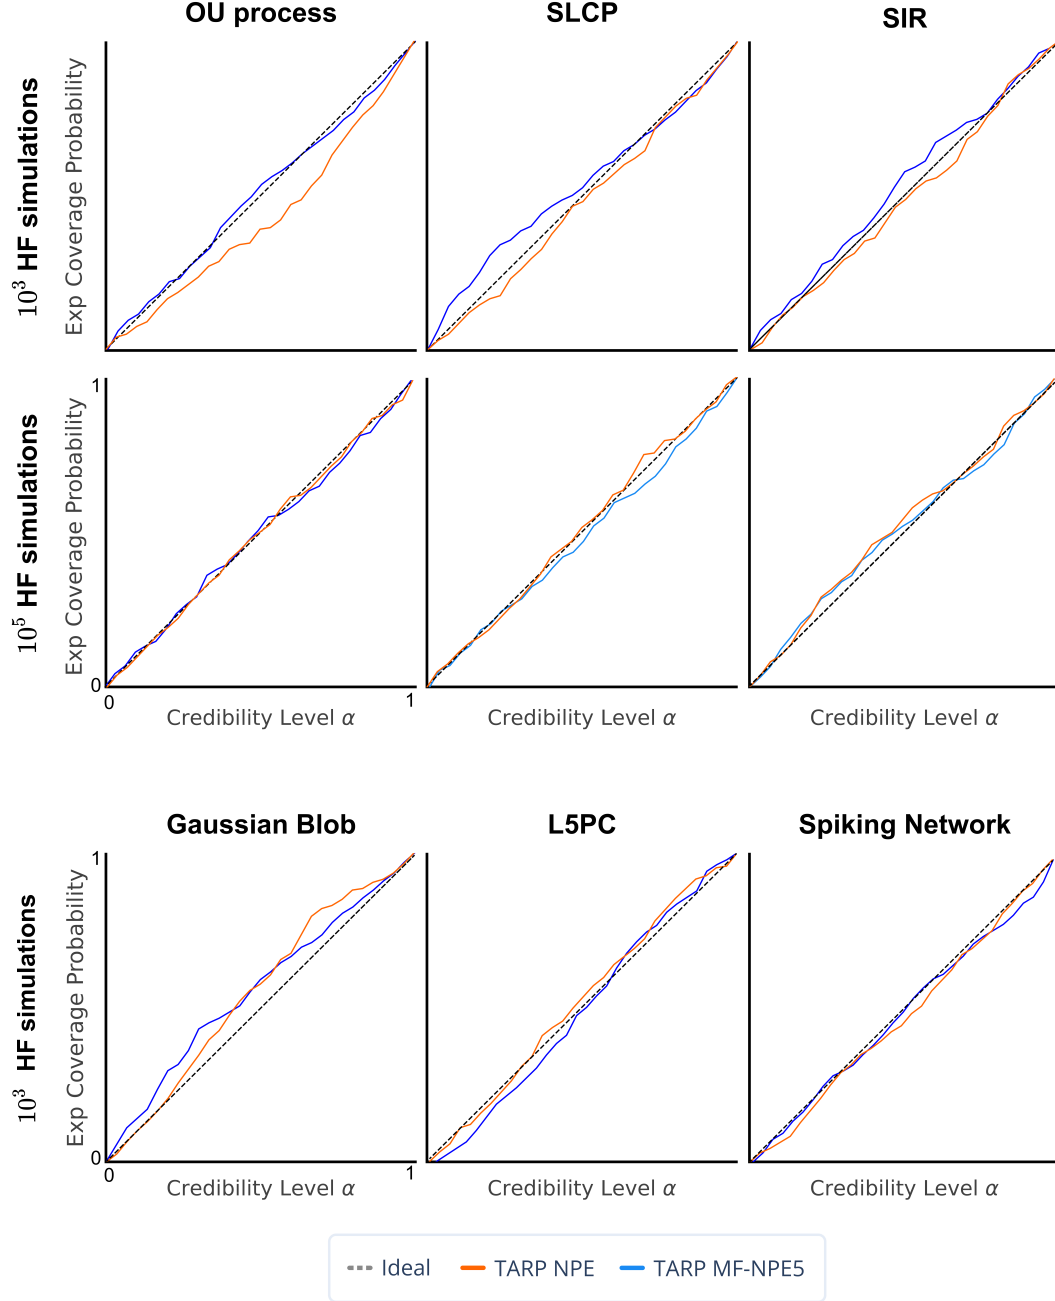 OU process SLCP SIR
10³ HF simulations
Exp Coverage Probability
1
10⁵ HF simulations
Exp Coverage Probability
0
0 1
Credibility Level α Credibility Level α Credibility Level α
Gaussian Blob L5PC Spiking Network
1
10³ HF simulations
Exp Coverage Probability
0
0 1
Credibility Level α Credibility Level α Credibility Level α
Ideal TARP NPE TARP MF-NPE5